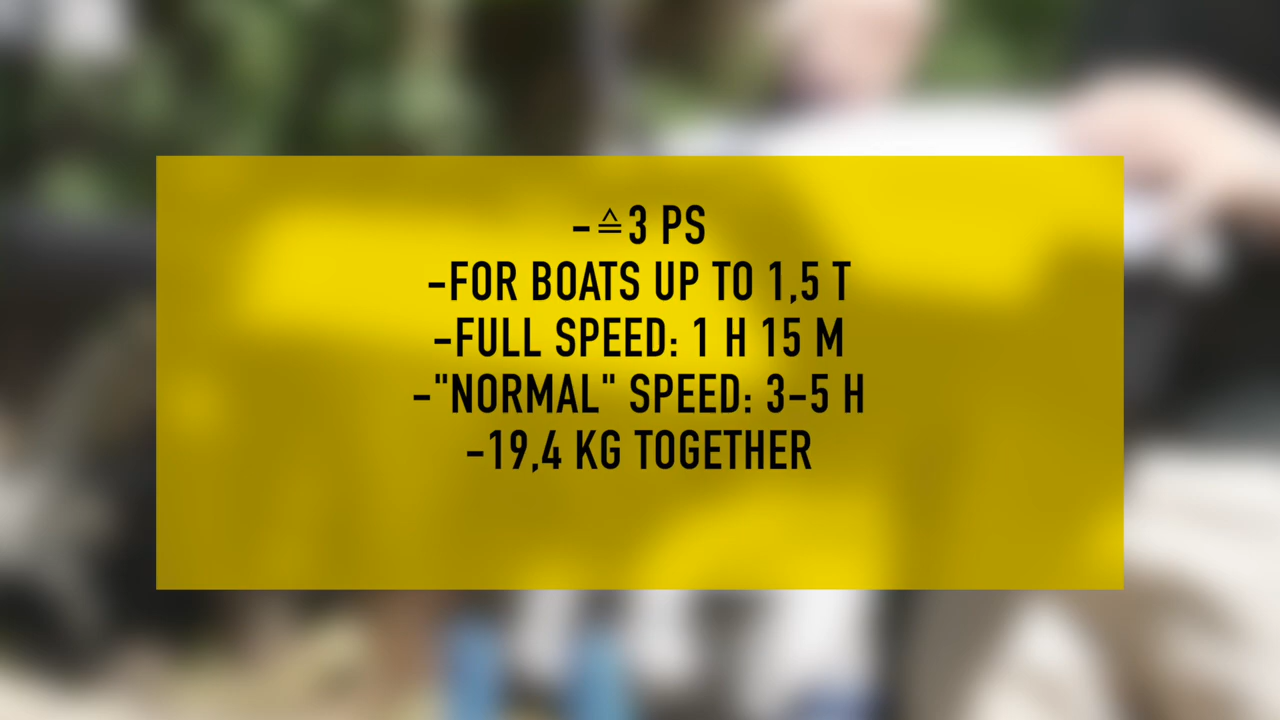 -≙3 PS
-FOR BOATS UP TO 1,5 T
-FULL SPEED: 1 H 15 M
-"NORMAL" SPEED: 3-5 H
-19,4 KG TOGETHER